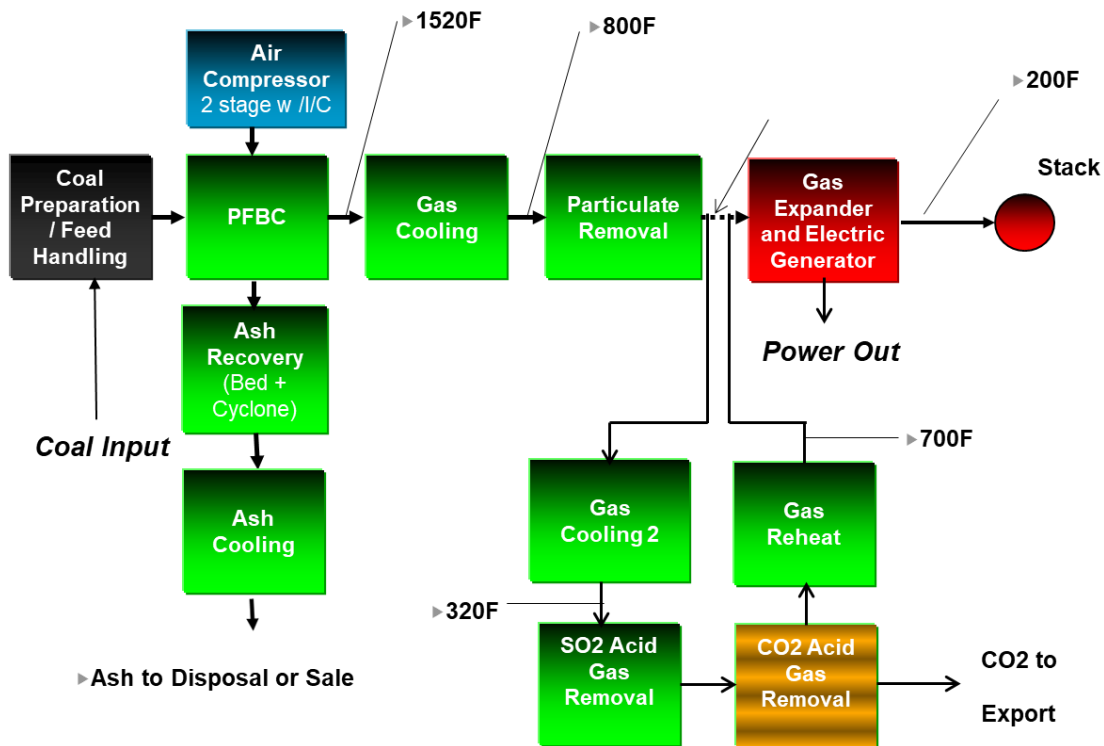 1520F
800F
200F
Air
Compressor
2 stage w /I/C
Stack
Coal
Preparation
/ Feed
Handling
PFBC
Gas
Cooling
Particulate
Removal
Gas
Expander
and Electric
Generator
Ash
Recovery
(Bed +
Cyclone)
Power Out
Coal Input
700F
Ash
Cooling
Gas
Cooling 2
Gas
Reheat
320F
SO2 Acid
Gas
Removal
CO2 Acid
Gas
Removal
CO2 to
Export
Ash to Disposal or Sale